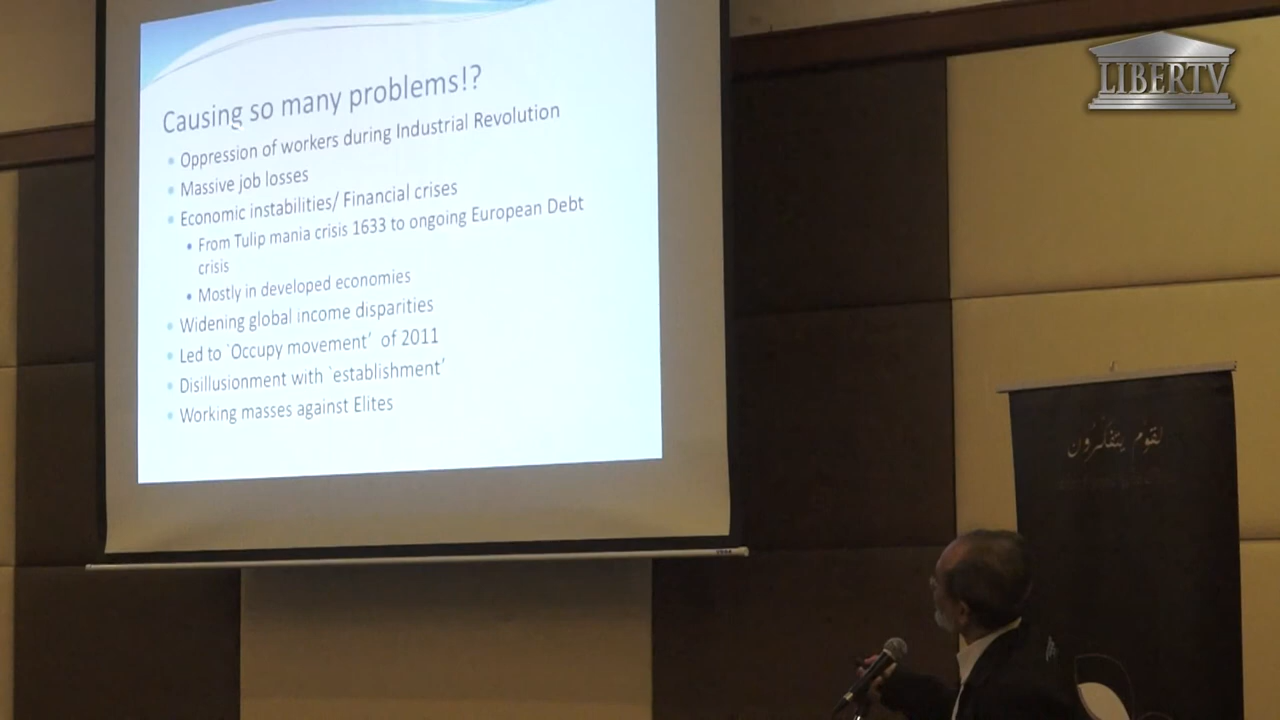 LIBERTV
Causing so many problems!?
• Oppression of workers during Industrial Revolution
• Massive job losses
• Economic instabilities/ Financial crises
• From Tulip mania crisis 1633 to ongoing European Debt
crisis
• Mostly in developed economies
• Widening global income disparities
• Led to `Occupy movement' of 2011
• Disillusionment with `establishment'
• Working masses against Elites
لقوم يتفكرون